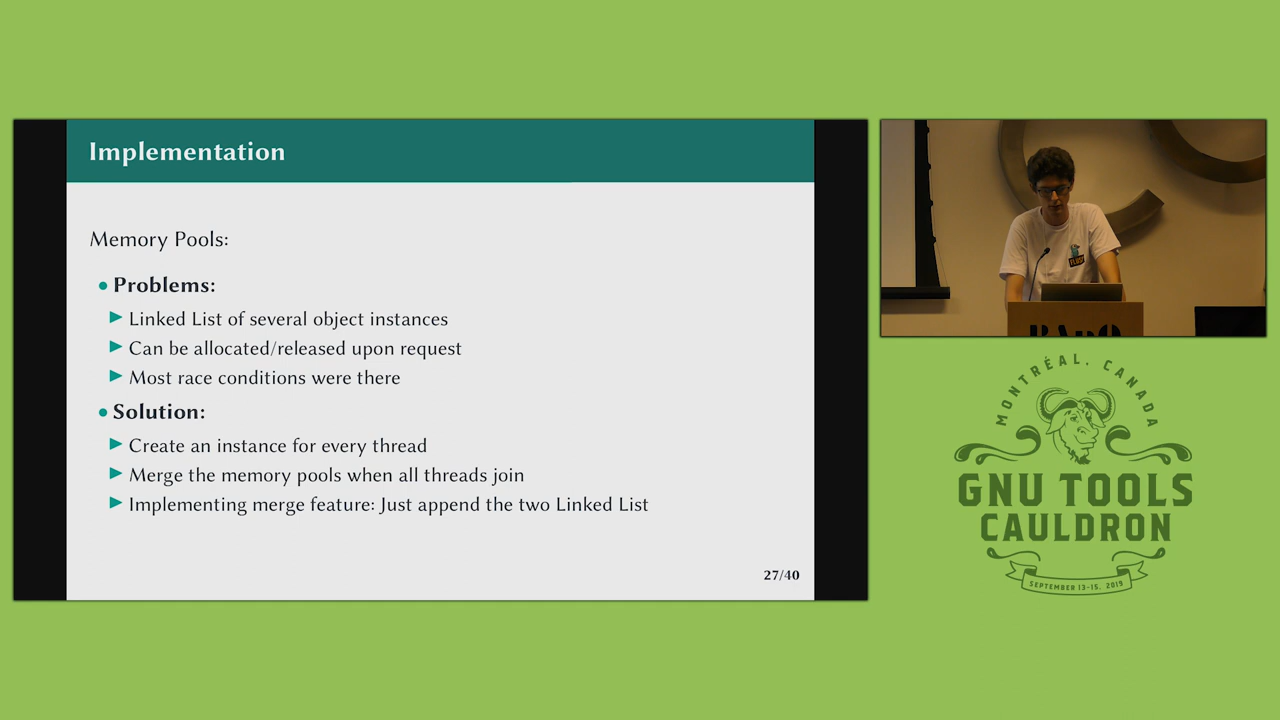 Implementation
Memory Pools:
Problems:
Linked List of several object instances
Can be allocated/released upon request
Most race conditions were there
Solution:
Create an instance for every thread
Merge the memory pools when all threads join
Implementing merge feature: Just append the two Linked List
27/40
MONTRÉAL, CANADA
GNU TOOLS
CAULDRON
SEPTEMBER 13-15, 2019